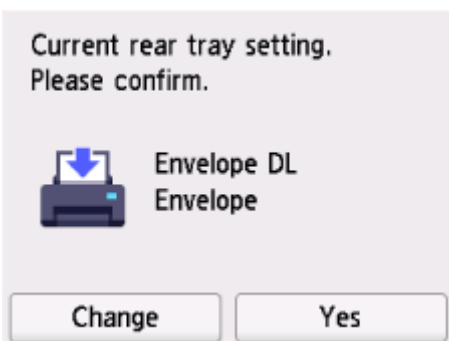 Current rear tray setting.
Please confirm.
Envelope DL
Envelope
Change
Yes